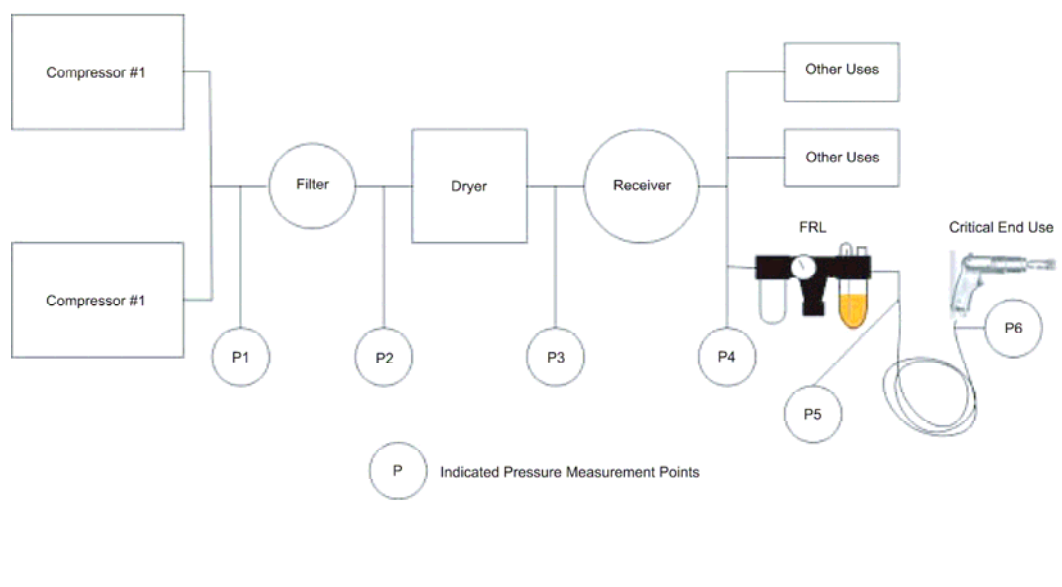 Compressor #1
Other Uses
Other Uses
Filter
Dryer
Receiver
FRL
Critical End Use
Compressor #1
P1
P2
P3
P4
P6
P5
P
Indicated Pressure Measurement Points